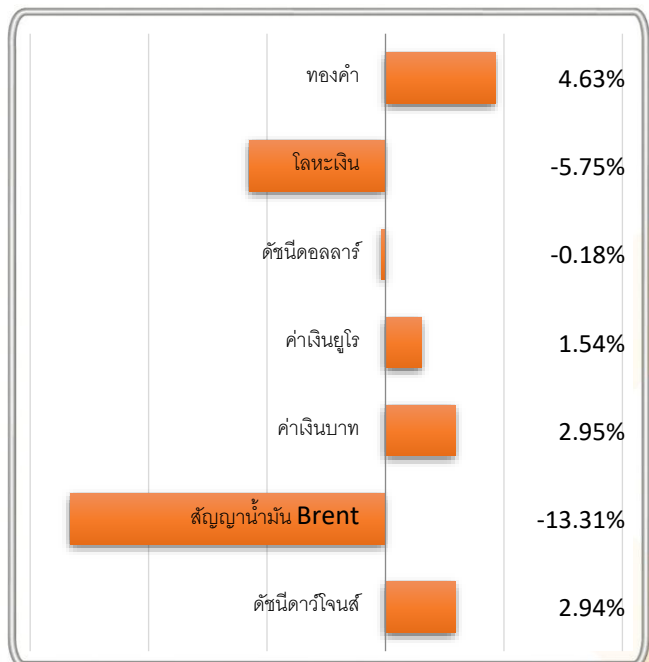 ทองคำ 4.63%
โลหะเงิน -5.75%
ดัชนีดอลลาร์ -0.18%
ค่าเงินยูโร 1.54%
ค่าเงินบาท 2.95%
สัญญาน้ำมัน Brent -13.31%
ดัชนีดาวโจนส์ 2.94%